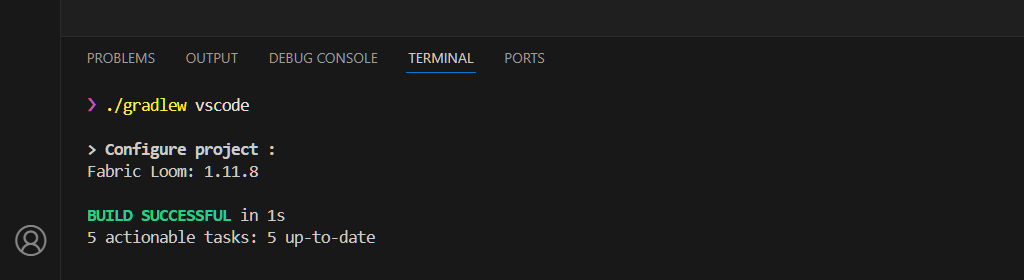 PROBLEMS OUTPUT DEBUG CONSOLE TERMINAL PORTS
❯ ./gradlew vscode
> Configure project :
Fabric Loom: 1.11.8
BUILD SUCCESSFUL in 1s
5 actionable tasks: 5 up-to-date